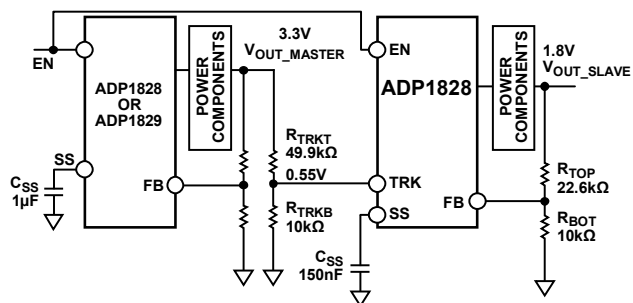 EN
ADP1828
OR
ADP1829
SS
CSS
1µF
FB
POWER
COMPONENTS
3.3V
VOUT_MASTER
RTRKT
49.9kΩ
0.55V
RTRKB
10kΩ
EN
ADP1828
TRK
SS
CSS
150nF
FB
POWER
COMPONENTS
1.8V
VOUT_SLAVE
RTOP
22.6kΩ
RBOT
10kΩ